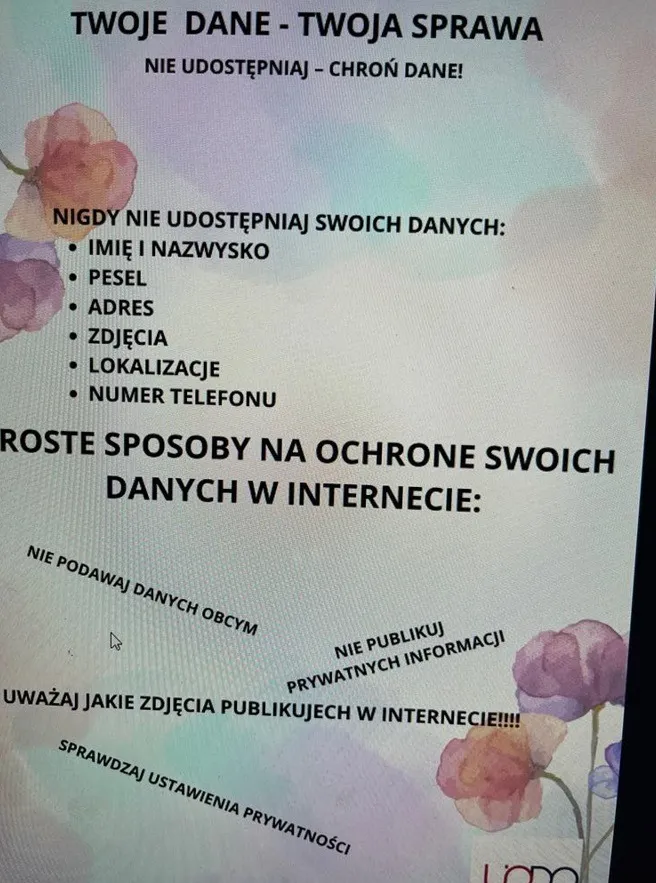 TWOJE DANE - TWOJA SPRAWA
NIE UDOSTĘPNIAJ – CHROŃ DANE!
NIGDY NIE UDOSTĘPNIAJ SWOICH DANYCH:
• IMIĘ I NAZWYSKO
• PESEL
• ADRES
• ZDJĘCIA
• LOKALIZACJE
• NUMER TELEFONU
ROSTE SPOSOBY NA OCHRONE SWOICH
DANYCH W INTERNECIE:
NIE PODAWAJ DANYCH OBCYM
NIE PUBLIKUJ
PRYWATNYCH INFORMACJI
UWAŻAJ JAKIE ZDJĘCIA PUBLIKUJECH W INTERNECIE!!!!
SPRAWDZAJ USTAWIENIA PRYWATNOŚCI